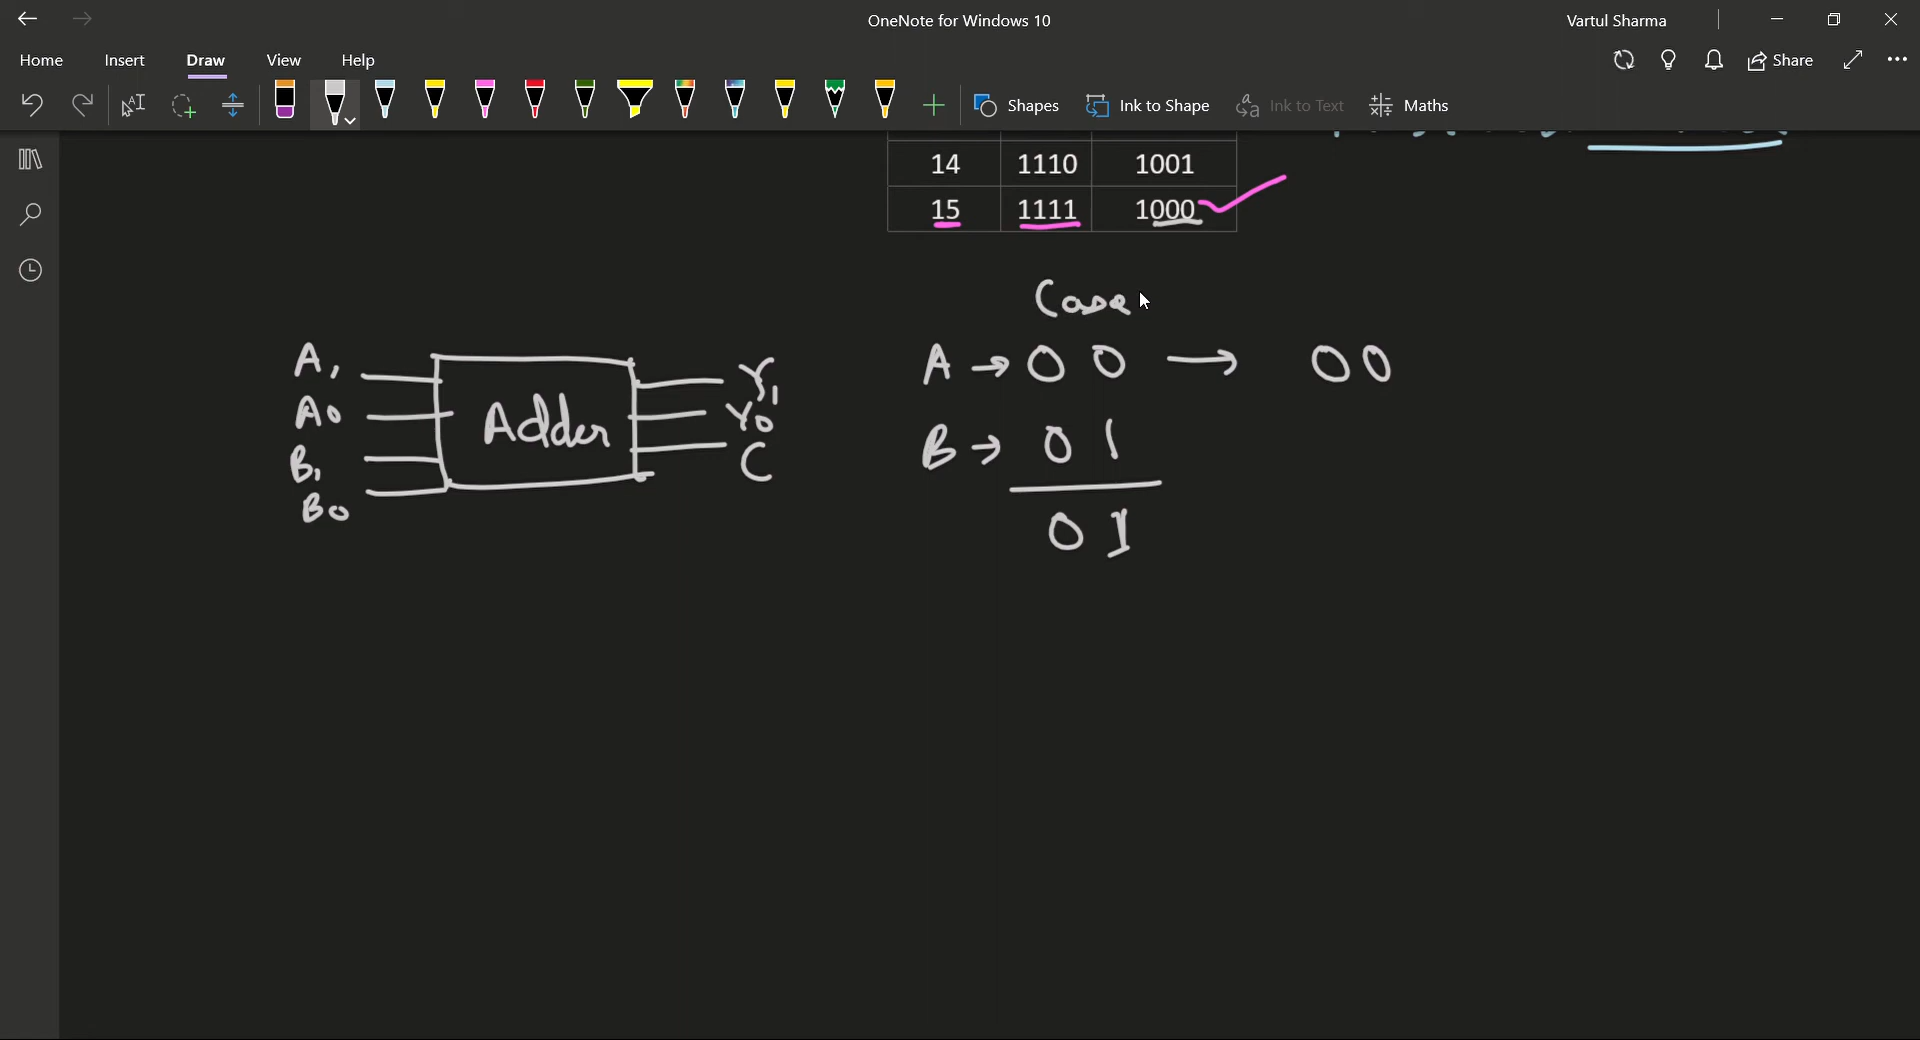 OneNote for Windows 10
Vartul Sharma
Home Insert Draw View Help
Share
Shapes Ink to Shape Ink to Text Maths
14 1110 1001
15 1111 1000
Case
A1
A0
B1
B0
Adder
Y1
Y0
C
A → 0 0 → 0 0
B → 0 1
0 1